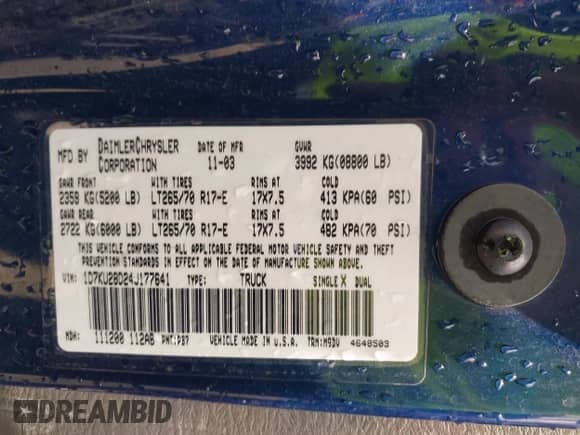 MFD BY DAIMLERCHRYSLER CORPORATION DATE OF MFR 11-03 GVWR 3992 KG(08800 LB)
GAWR FRONT WITH TIRES RIMS AT COLD
2359 KG(5200 LB) LT265/70 R17-E 17X7.5 413 KPA(60 PSI)
GAWR REAR WITH TIRES RIMS AT COLD
2722 KG(6000 LB) LT265/70 R17-E 17X7.5 482 KPA(70 PSI)
THIS VEHICLE CONFORMS TO ALL APPLICABLE FEDERAL MOTOR VEHICLE SAFETY AND THEFT
PREVENTION STANDARDS IN EFFECT ON THE DATE OF MANUFACTURE SHOWN ABOVE.
VIN: 1D7KU28D24J177641 TYPE: TRUCK SINGLE X DUAL
MDH: 111200 112AB PNT:PB7 VEHICLE MADE IN U.S.A. TRM:M9DV 4648503
DREAMBID